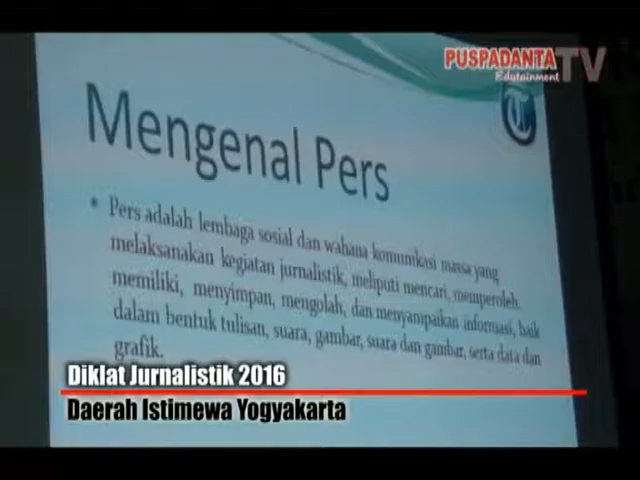 PUSPADANTA TV
Edutainment
Mengenal Pers
• Pers adalah lembaga sosial dan wahana komunikasi massa yang
melaksanakan kegiatan jurnalistik, meliputi mencari, memperoleh,
memiliki, menyimpan, mengolah, dan menyampaikan informasi, baik
dalam bentuk tulisan, suara, gambar, suara dan gambar, serta data dan
grafik.
Diklat Jurnalistik 2016
Daerah Istimewa Yogyakarta